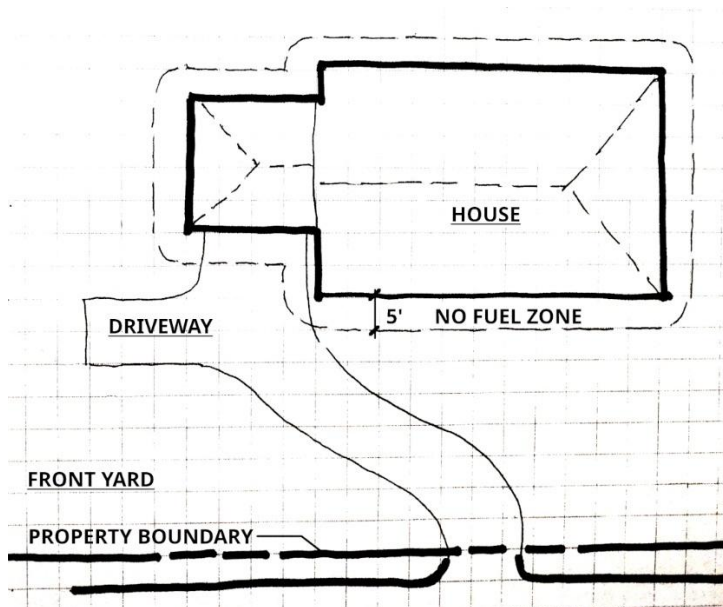 HOUSE
5' NO FUEL ZONE
DRIVEWAY
FRONT YARD
PROPERTY BOUNDARY